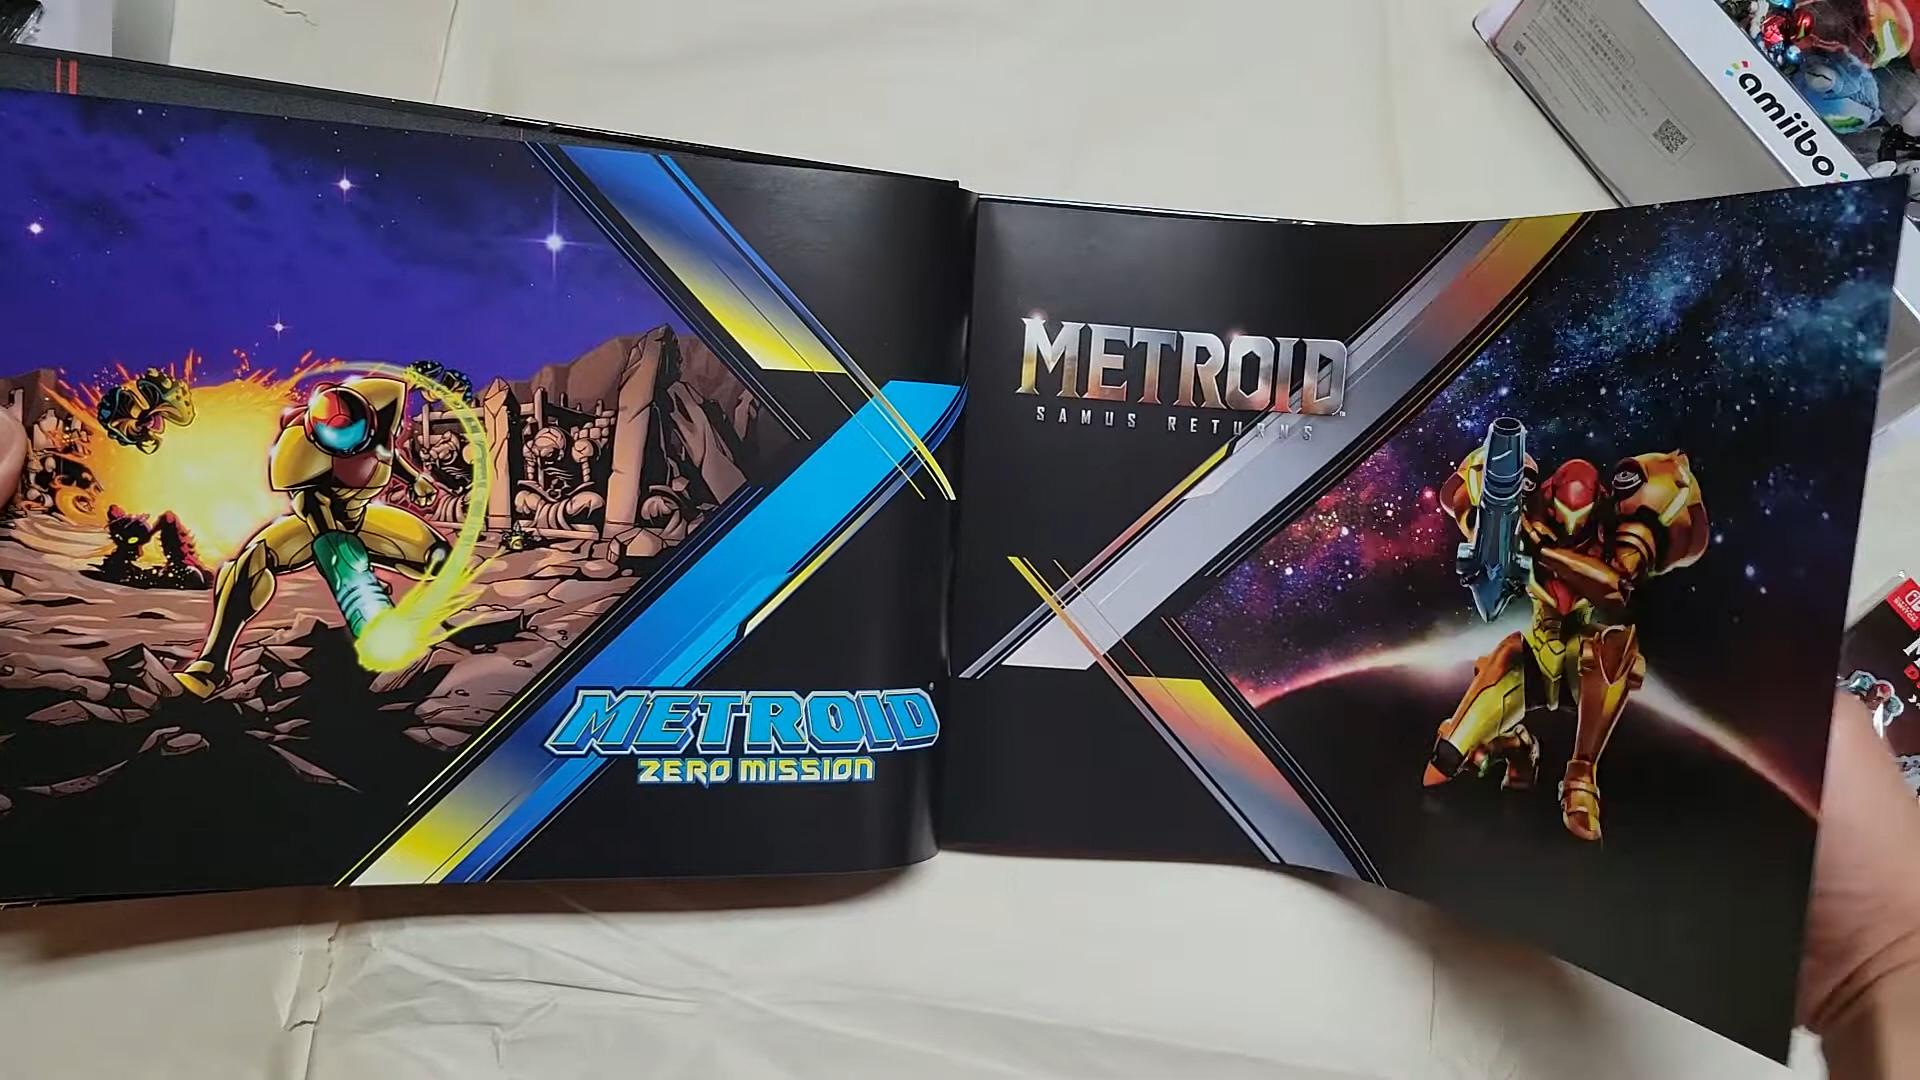 METROID
ZERO MISSION
METROID
SAMUS RETURNS
amiibo